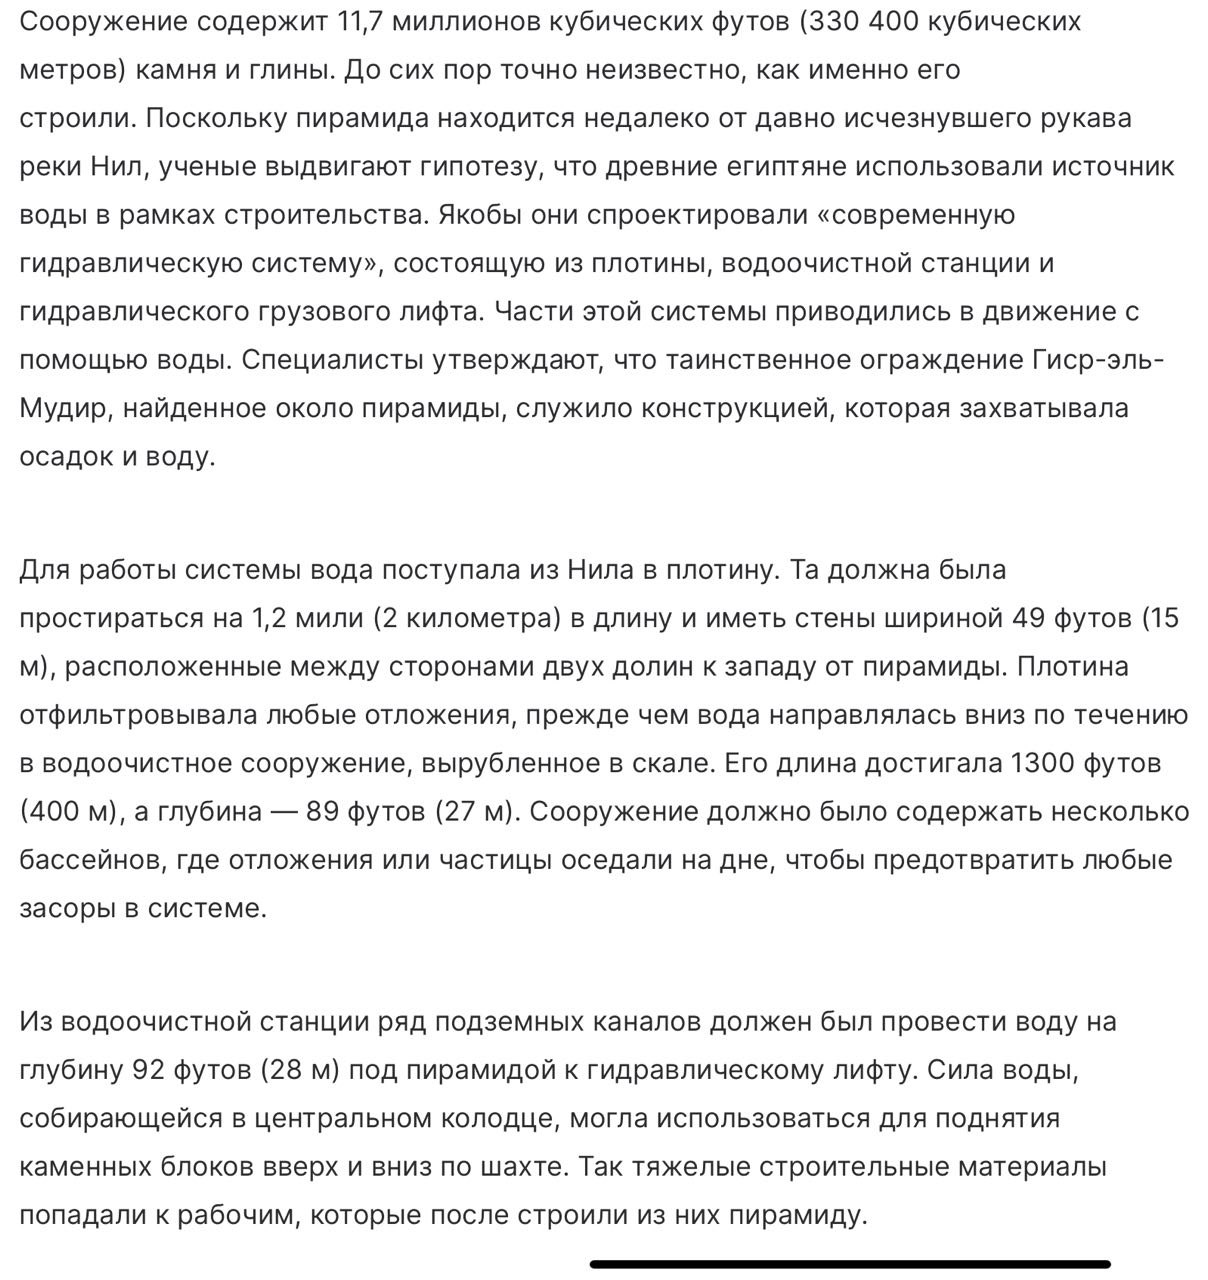 Сооружение содержит 11,7 миллионов кубических футов (330 400 кубических
метров) камня и глины. До сих пор точно неизвестно, как именно его
строили. Поскольку пирамида находится недалеко от давно исчезнувшего рукава
реки Нил, ученые выдвигают гипотезу, что древние египтяне использовали источник
воды в рамках строительства. Якобы они спроектировали «современную
гидравлическую систему», состоящую из плотины, водоочистной станции и
гидравлического грузового лифта. Части этой системы приводились в движение с
помощью воды. Специалисты утверждают, что таинственное ограждение Гиср-эль-
Мудир, найденное около пирамиды, служило конструкцией, которая захватывала
осадок и воду.
Для работы системы вода поступала из Нила в плотину. Та должна была
простираться на 1,2 мили (2 километра) в длину и иметь стены шириной 49 футов (15
м), расположенные между сторонами двух долин к западу от пирамиды. Плотина
отфильтровывала любые отложения, прежде чем вода направлялась вниз по течению
в водоочистное сооружение, вырубленное в скале. Его длина достигала 1300 футов
(400 м), а глубина — 89 футов (27 м). Сооружение должно было содержать несколько
бассейнов, где отложения или частицы оседали на дне, чтобы предотвратить любые
засоры в системе.
Из водоочистной станции ряд подземных каналов должен был провести воду на
глубину 92 футов (28 м) под пирамидой к гидравлическому лифту. Сила воды,
собирающейся в центральном колодце, могла использоваться для поднятия
каменных блоков вверх и вниз по шахте. Так тяжелые строительные материалы
попадали к рабочим, которые после строили из них пирамиду.